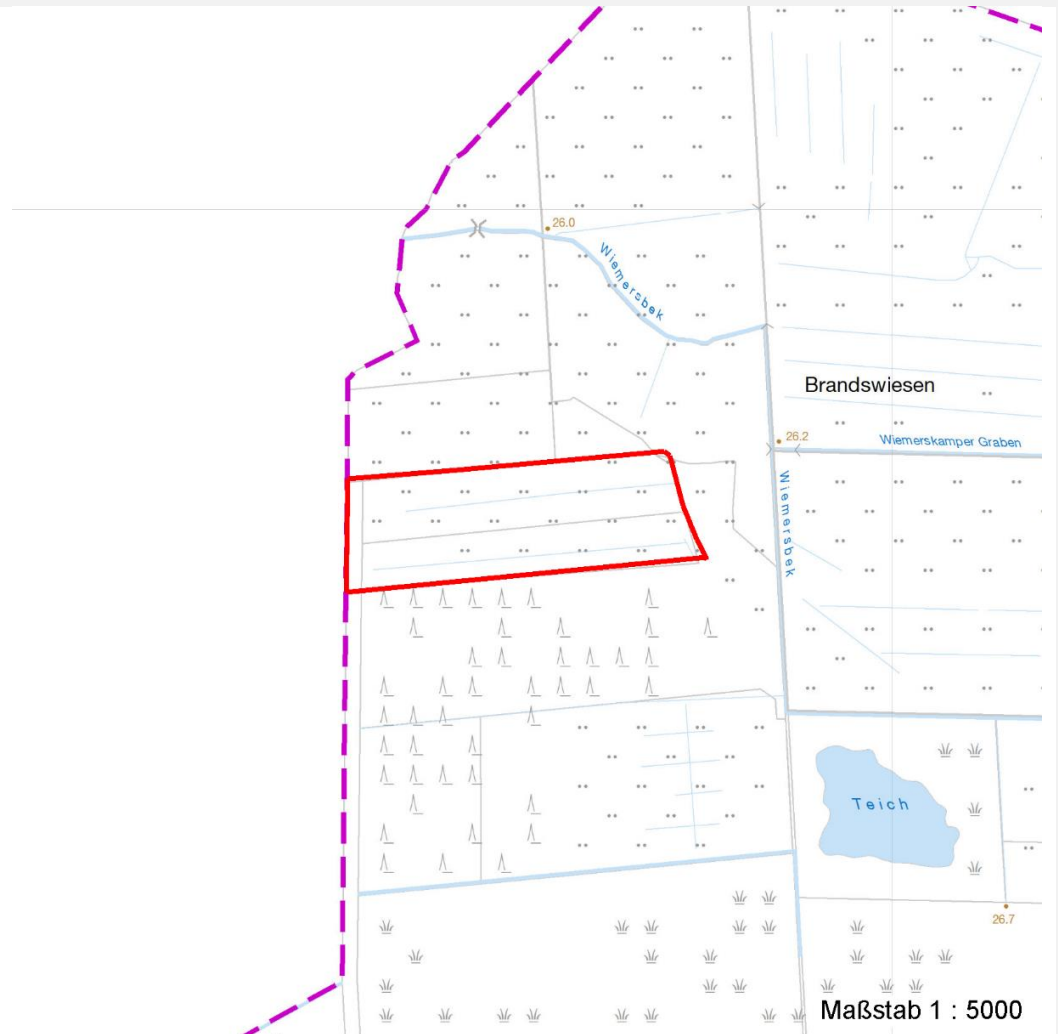 26.0
Wiemersbek
Brandswiesen
26.2
Wiemerskamper Graben
Wiemersbek
Teich
26.7
Maßstab 1 : 5000